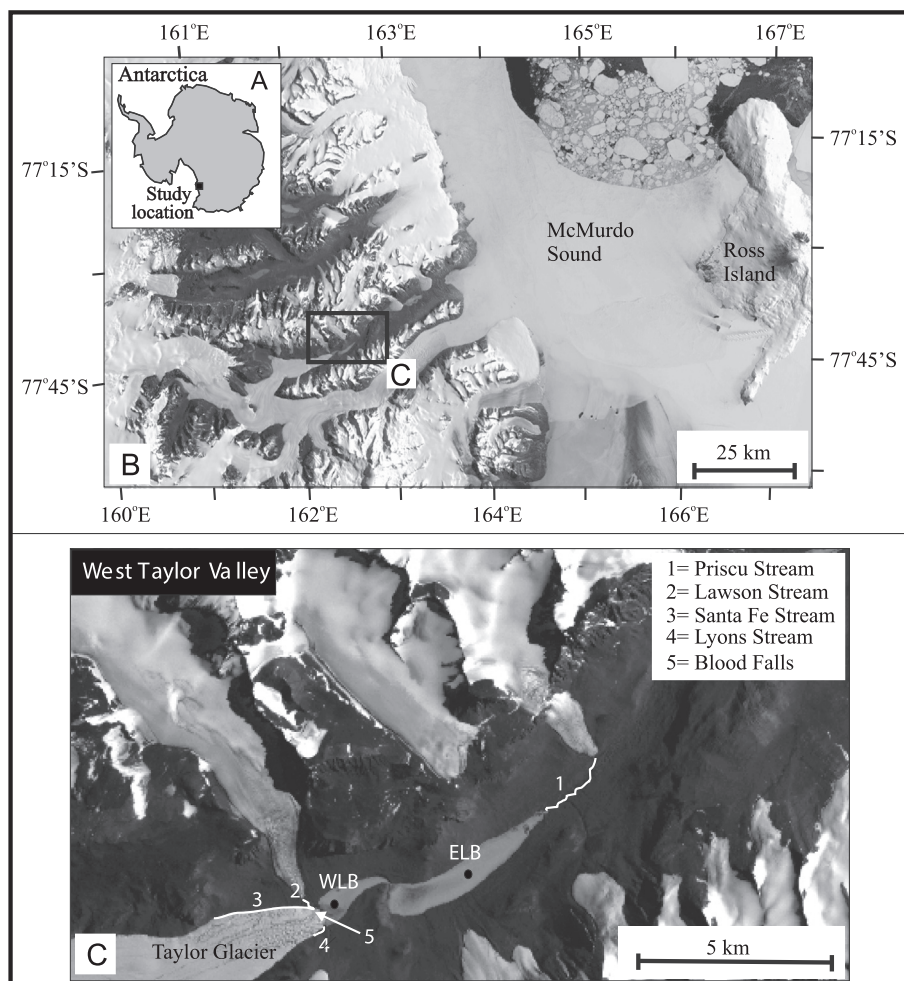 161°E 163°E 165°E 167°E
A
Antarctica
Study
location
77°15'S
77°15'S
McMurdo
Sound
Ross
Island
77°45'S
77°45'S
C
B
25 km
160°E 162°E 164°E 166°E
West Taylor Valley
1= Priscu Stream
2= Lawson Stream
3= Santa Fe Stream
4= Lyons Stream
5= Blood Falls
1
ELB
WLB
2
3
5
4
Taylor Glacier
C
5 km